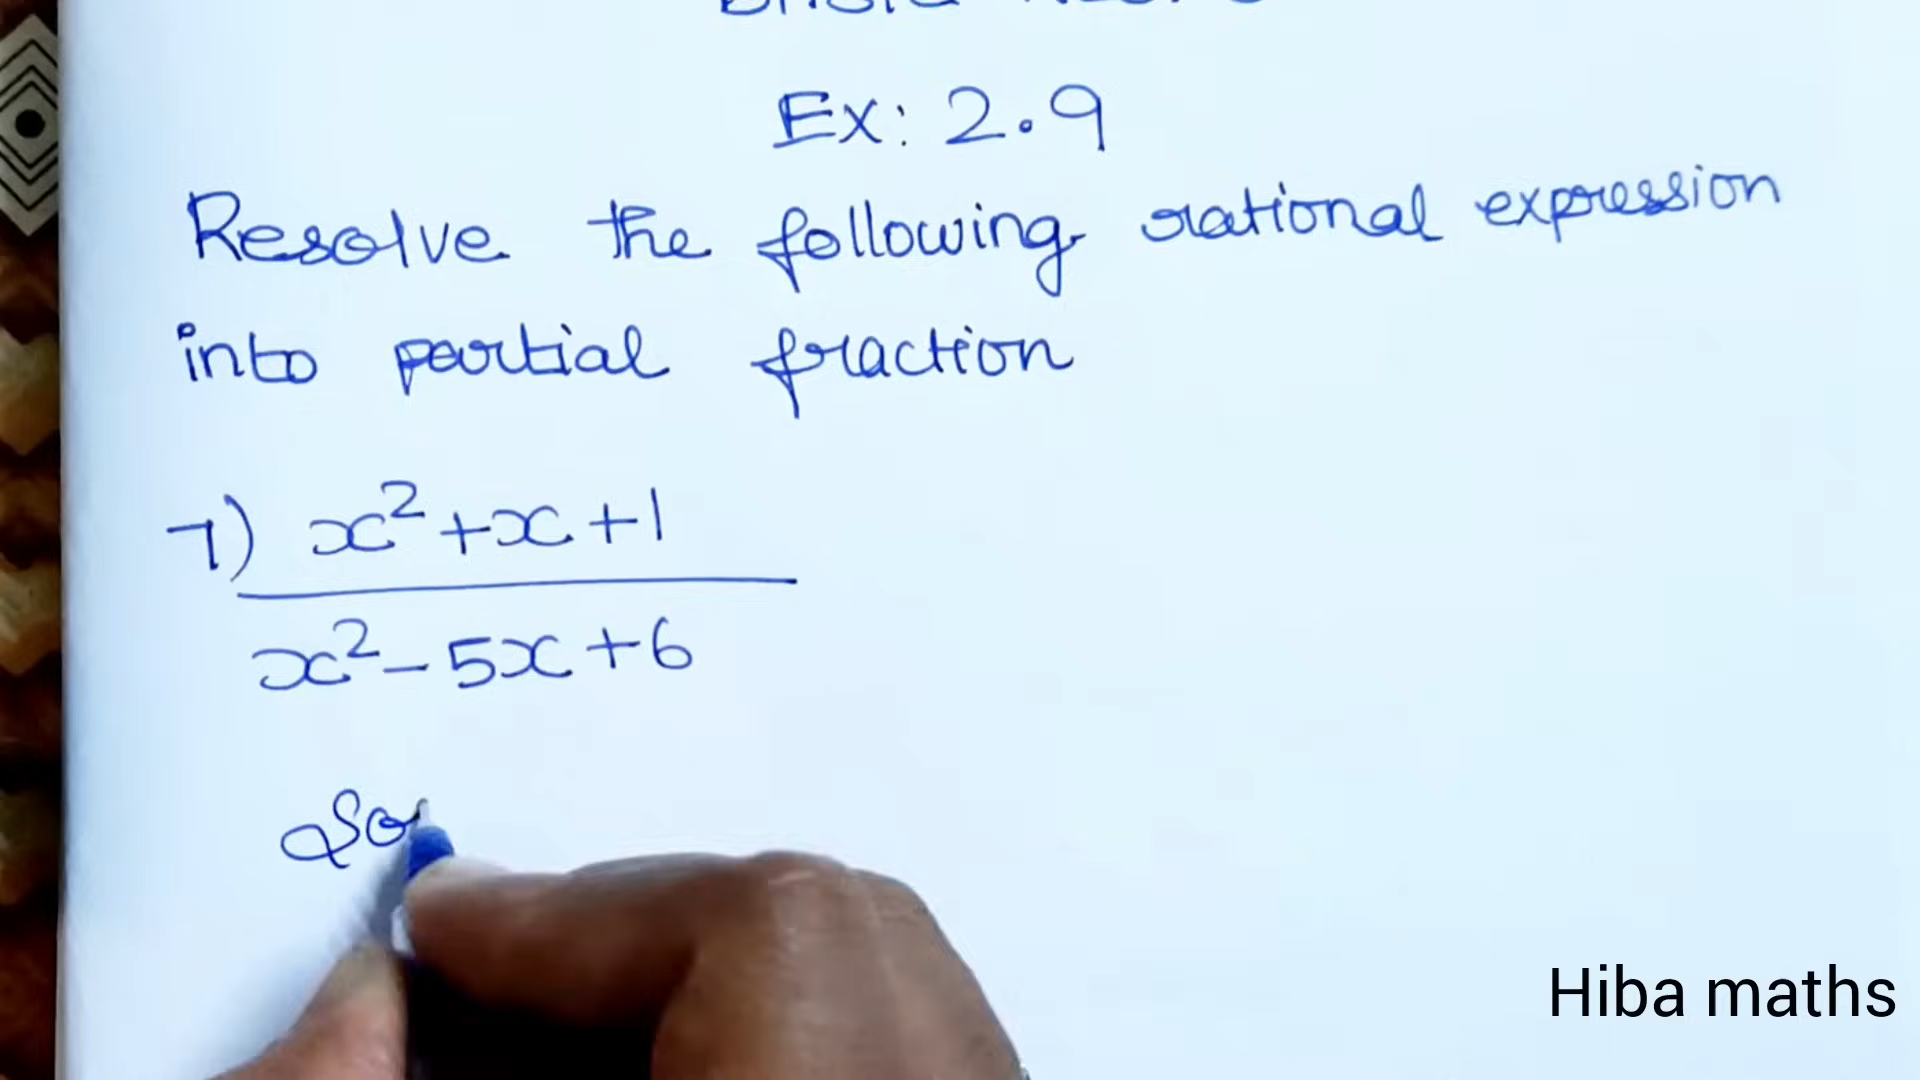 Ex: 2.9
Resolve the following rational expression
into partial fraction
7) x² + x + 1
x² - 5x + 6
So
Hiba maths